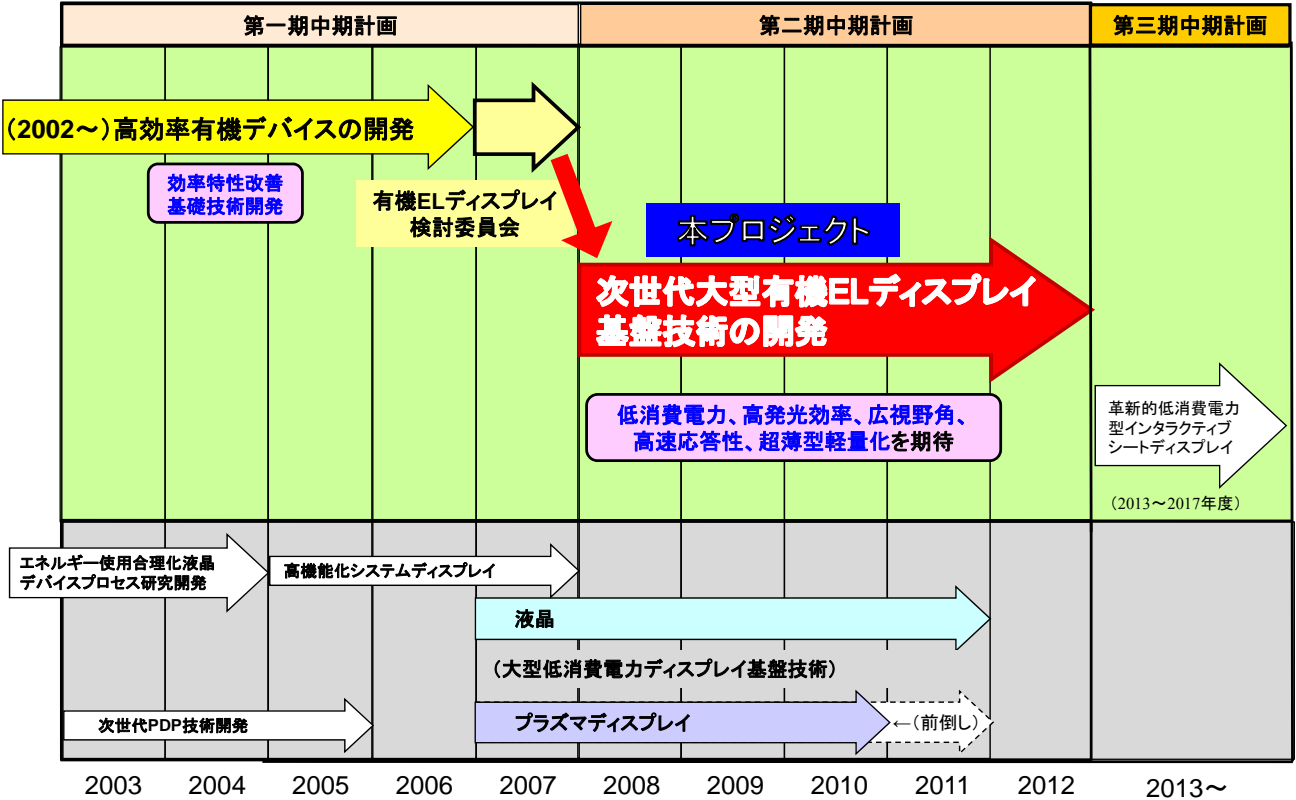 第一期中期計画
第二期中期計画
第三期中期計画
(2002~)高効率有機デバイスの開発
効率特性改善
基礎技術開発
有機ELディスプレイ
検討委員会
本プロジェクト
次世代大型有機ELディスプレイ
基盤技術の開発
低消費電力、高発光効率、広視野角、
高速応答性、超薄型軽量化を期待
革新的低消費電力
型インタラクティブ
シートディスプレイ
(2013~2017年度)
エネルギー使用合理化液晶
デバイスプロセス研究開発
高機能化システムディスプレイ
液晶
(大型低消費電力ディスプレイ基盤技術)
次世代PDP技術開発
プラズマディスプレイ
←(前倒し)
2003
2004
2005
2006
2007
2008
2009
2010
2011
2012
2013~